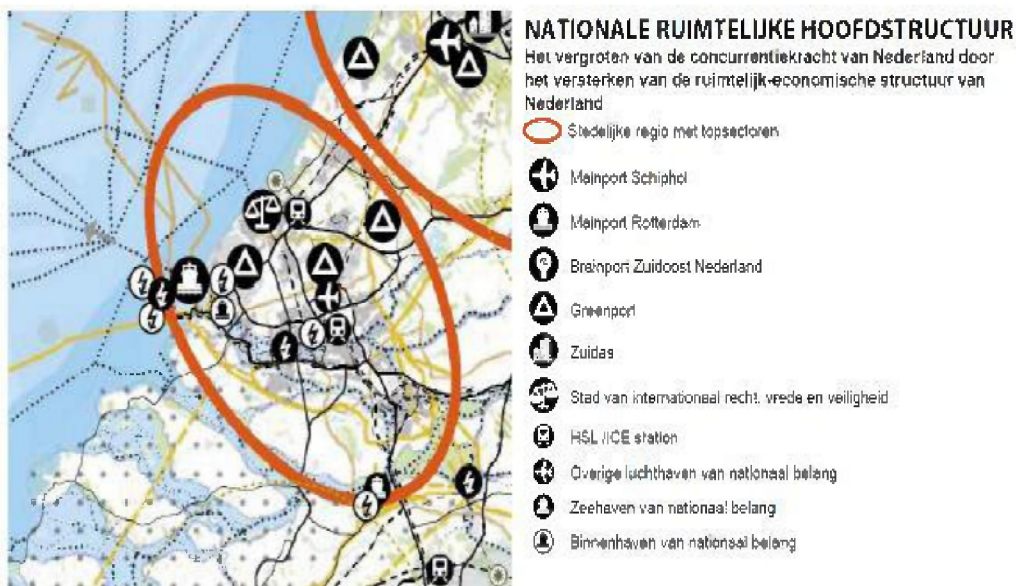 NATIONALE RUIMTELIJKE HOOFDSTRUCTUUR
Het vergroten van de concurrentiekracht van Nederland door
het versterken van de ruimtelijk-economische structuur van
Nederland
Stedelijke regio met topsectoren
Mainport Schiphol
Mainport Rotterdam
Brainport Zuidoost Nederland
Greenport
Zuidas
Stad van internationaal recht, vrede en veiligheid
HSL /ICE station
Overige luchthaven van nationaal belang
Zeehaven van nationaal belang
Binnenhaven van nationaal belang